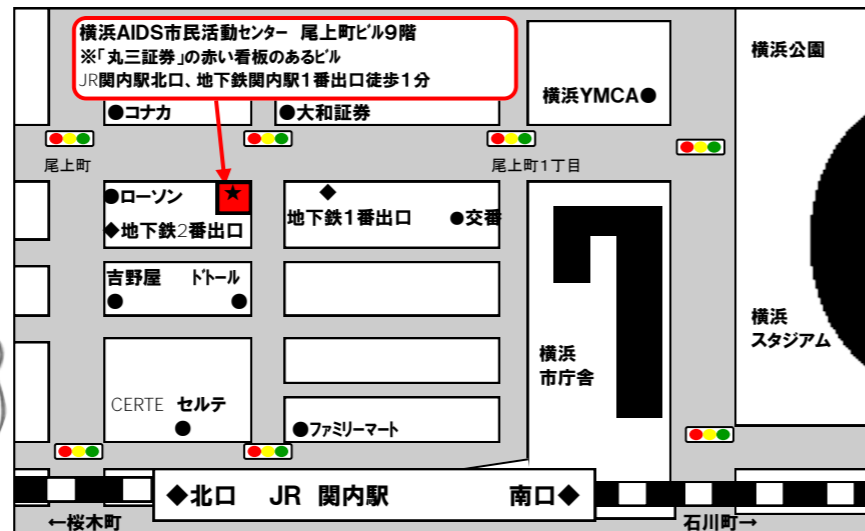 横浜AIDS市民活動センター 尾上町ビル9階
※「丸三証券」の赤い看板のあるビル
JR関内駅北口、地下鉄関内駅1番出口徒歩1分
横浜公園
横浜YMCA●
●コナカ
●大和証券
尾上町
尾上町1丁目
●ローソン
★
◆
◆地下鉄2番出口
地下鉄1番出口
●交番
吉野屋
ドトール
●
●
横浜
スタジアム
横浜
市庁舎
CERTE セルテ
●
●ファミリーマート
◆北口 JR 関内駅 南口◆
←桜木町
石川町→